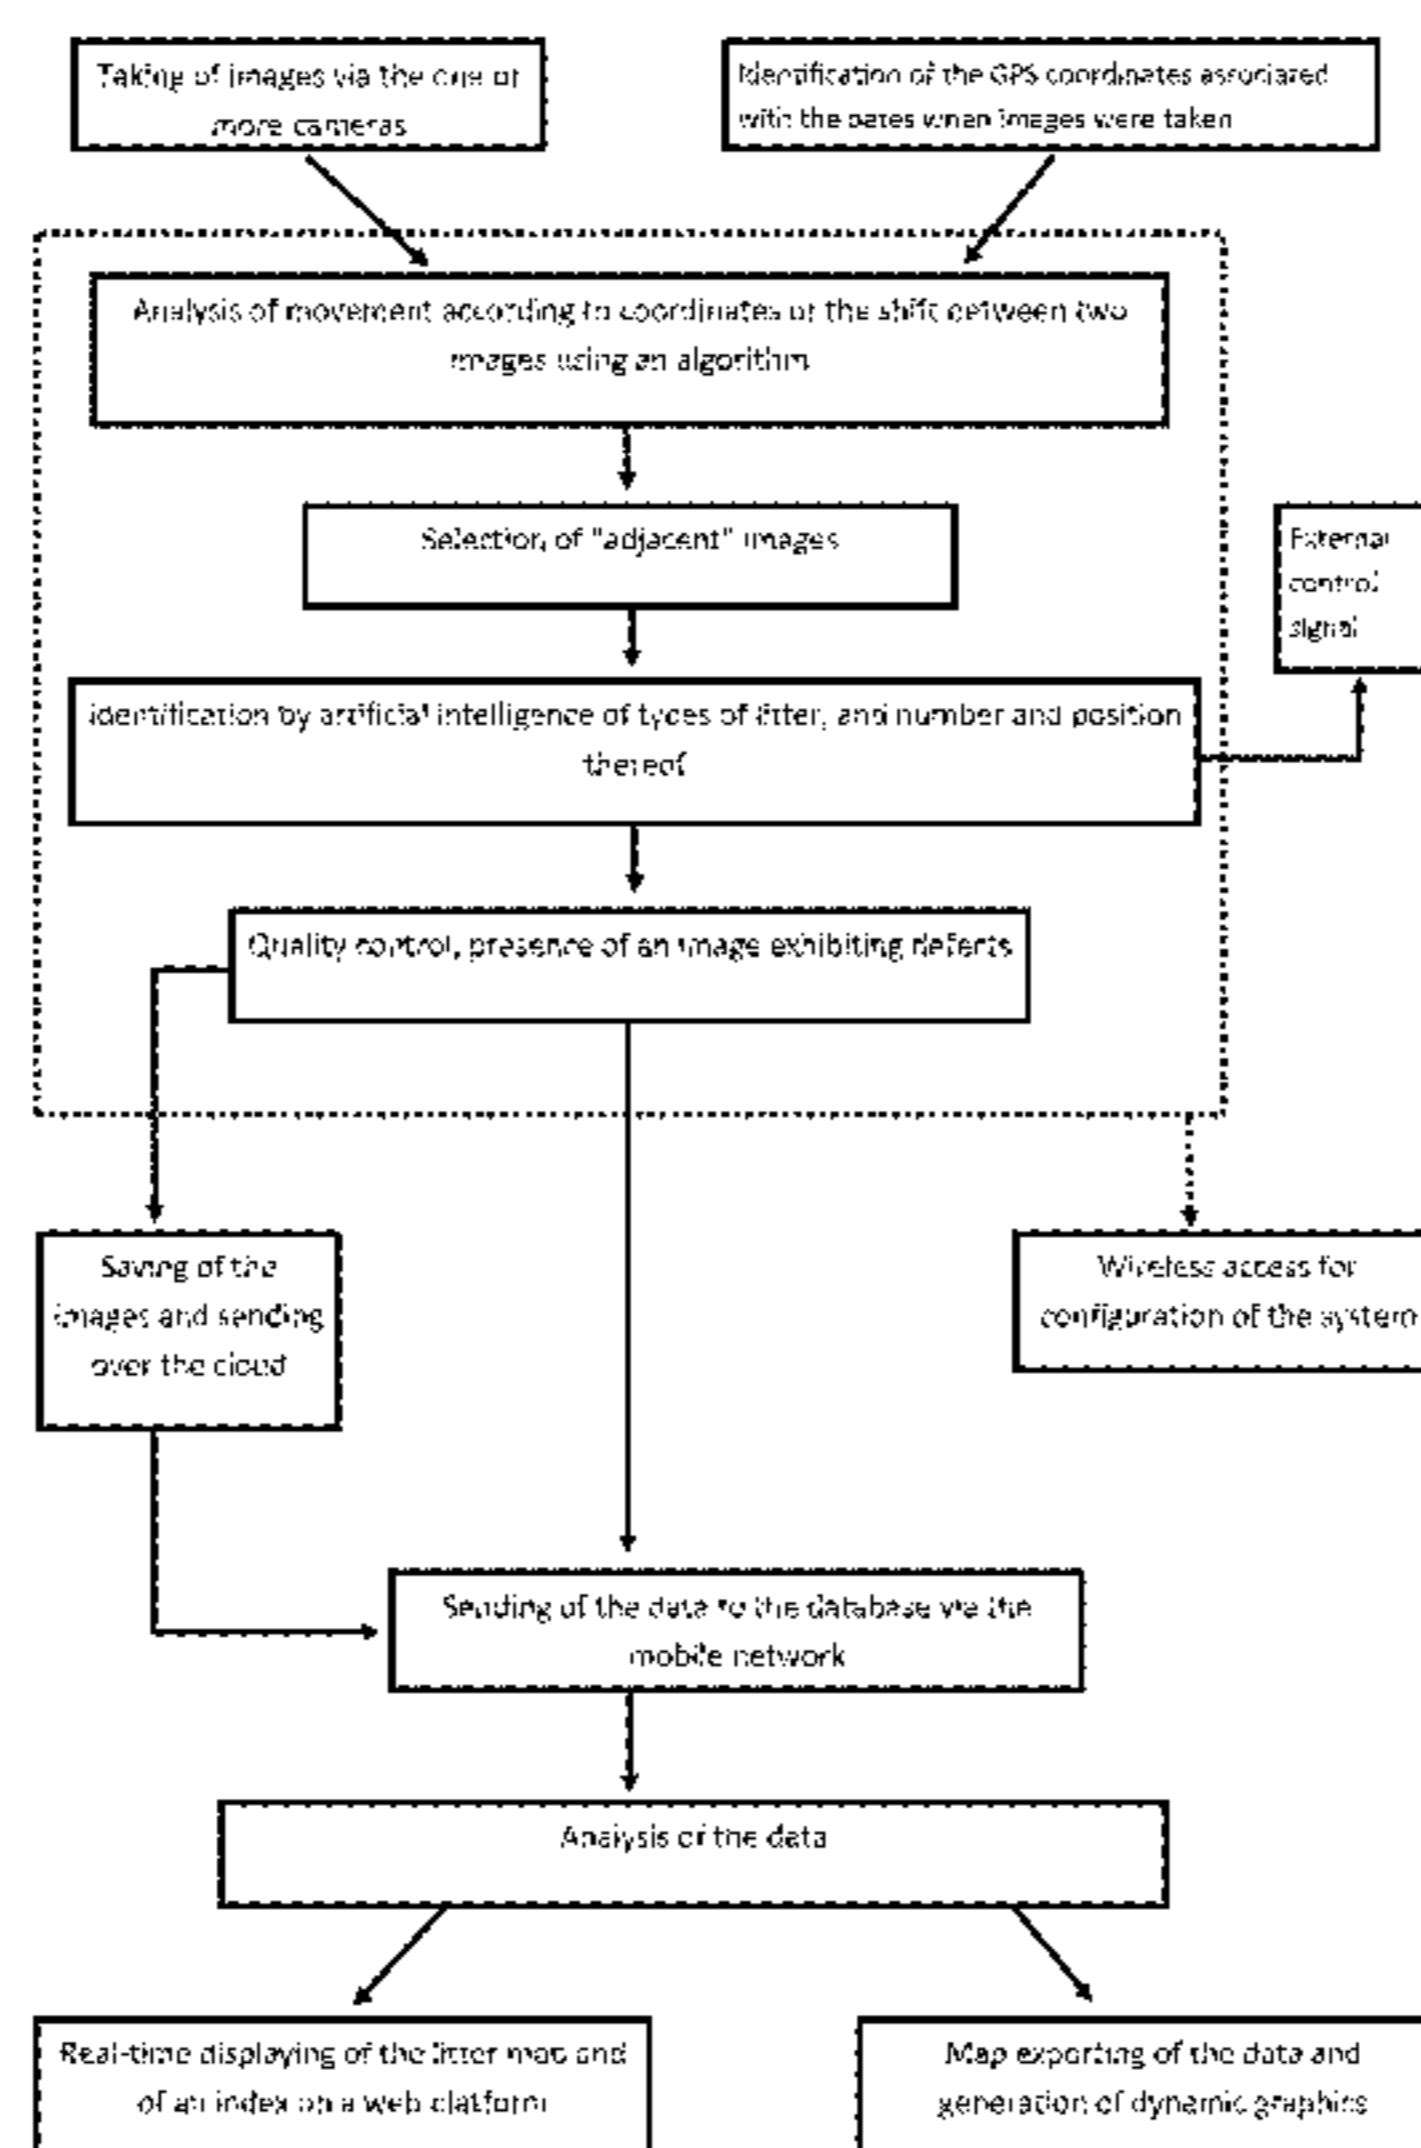 Taking of images via the one or
more cameras
Identification of the GPS coordinates associated
with the dates when images were taken
Analysis of movement according to coordinates or the shift between two
images using an algorithm
Selection of "adjacent" images
External
control
signal
Identification by artificial intelligence of types of litter, and number and position
thereof
Quality control, presence of an image exhibiting defects
Saving of the
images and sending
over the cloud
Wireless access for
configuration of the system
Sending of the data to the database via the
mobile network
Analysis of the data
Real-time displaying of the litter map and
of an index on a web platform
Map exporting of the data and
generation of dynamic graphics